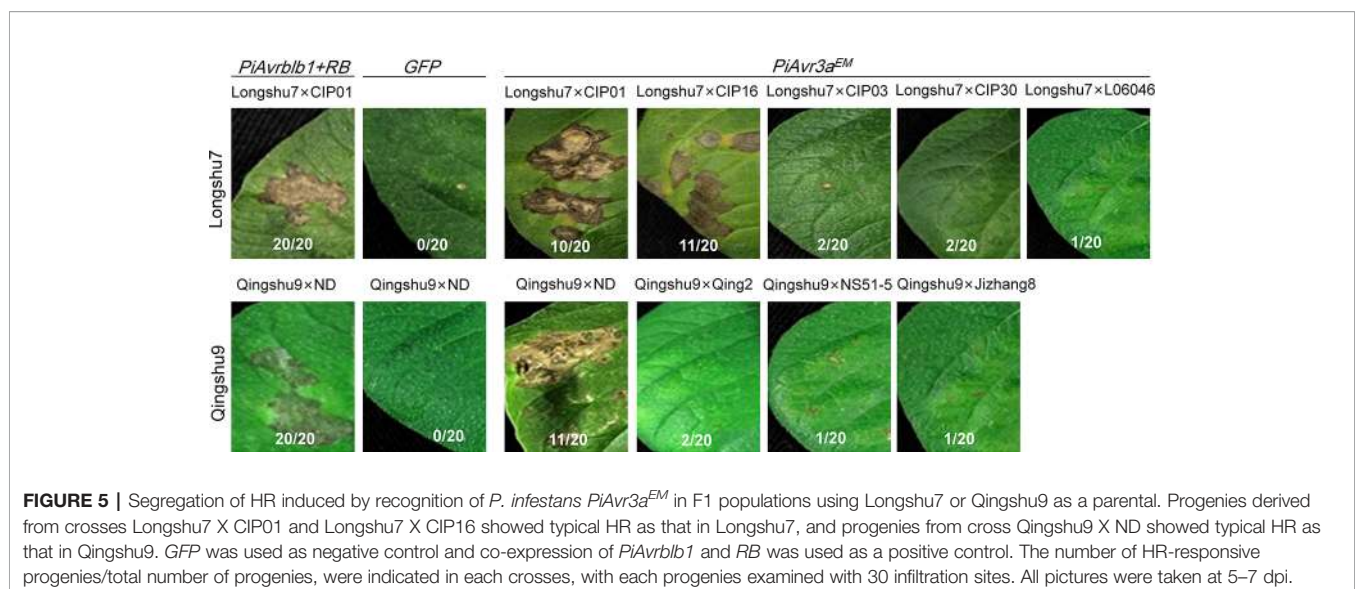 PiAvrblb1+RB GFP PiAvr3aEM
Longshu7×CIP01 Longshu7×CIP01 Longshu7×CIP16 Longshu7×CIP03 Longshu7×CIP30 Longshu7×L06046
Longshu7
20/20 0/20 10/20 11/20 2/20 2/20 1/20
Qingshu9×ND Qingshu9×ND Qingshu9×ND Qingshu9×Qing2 Qingshu9×NS51-5 Qingshu9×Jizhang8
Qingshu9
20/20 0/20 11/20 2/20 1/20 1/20
FIGURE 5 | Segregation of HR induced by recognition of P. infestans PiAvr3aEM in F1 populations using Longshu7 or Qingshu9 as a parental. Progenies derived
from crosses Longshu7 X CIP01 and Longshu7 X CIP16 showed typical HR as that in Longshu7, and progenies from cross Qingshu9 X ND showed typical HR as
that in Qingshu9. GFP was used as negative control and co-expression of PiAvrblb1 and RB was used as a positive control. The number of HR-responsive
progenies/total number of progenies, were indicated in each crosses, with each progenies examined with 30 infiltration sites. All pictures were taken at 5–7 dpi.